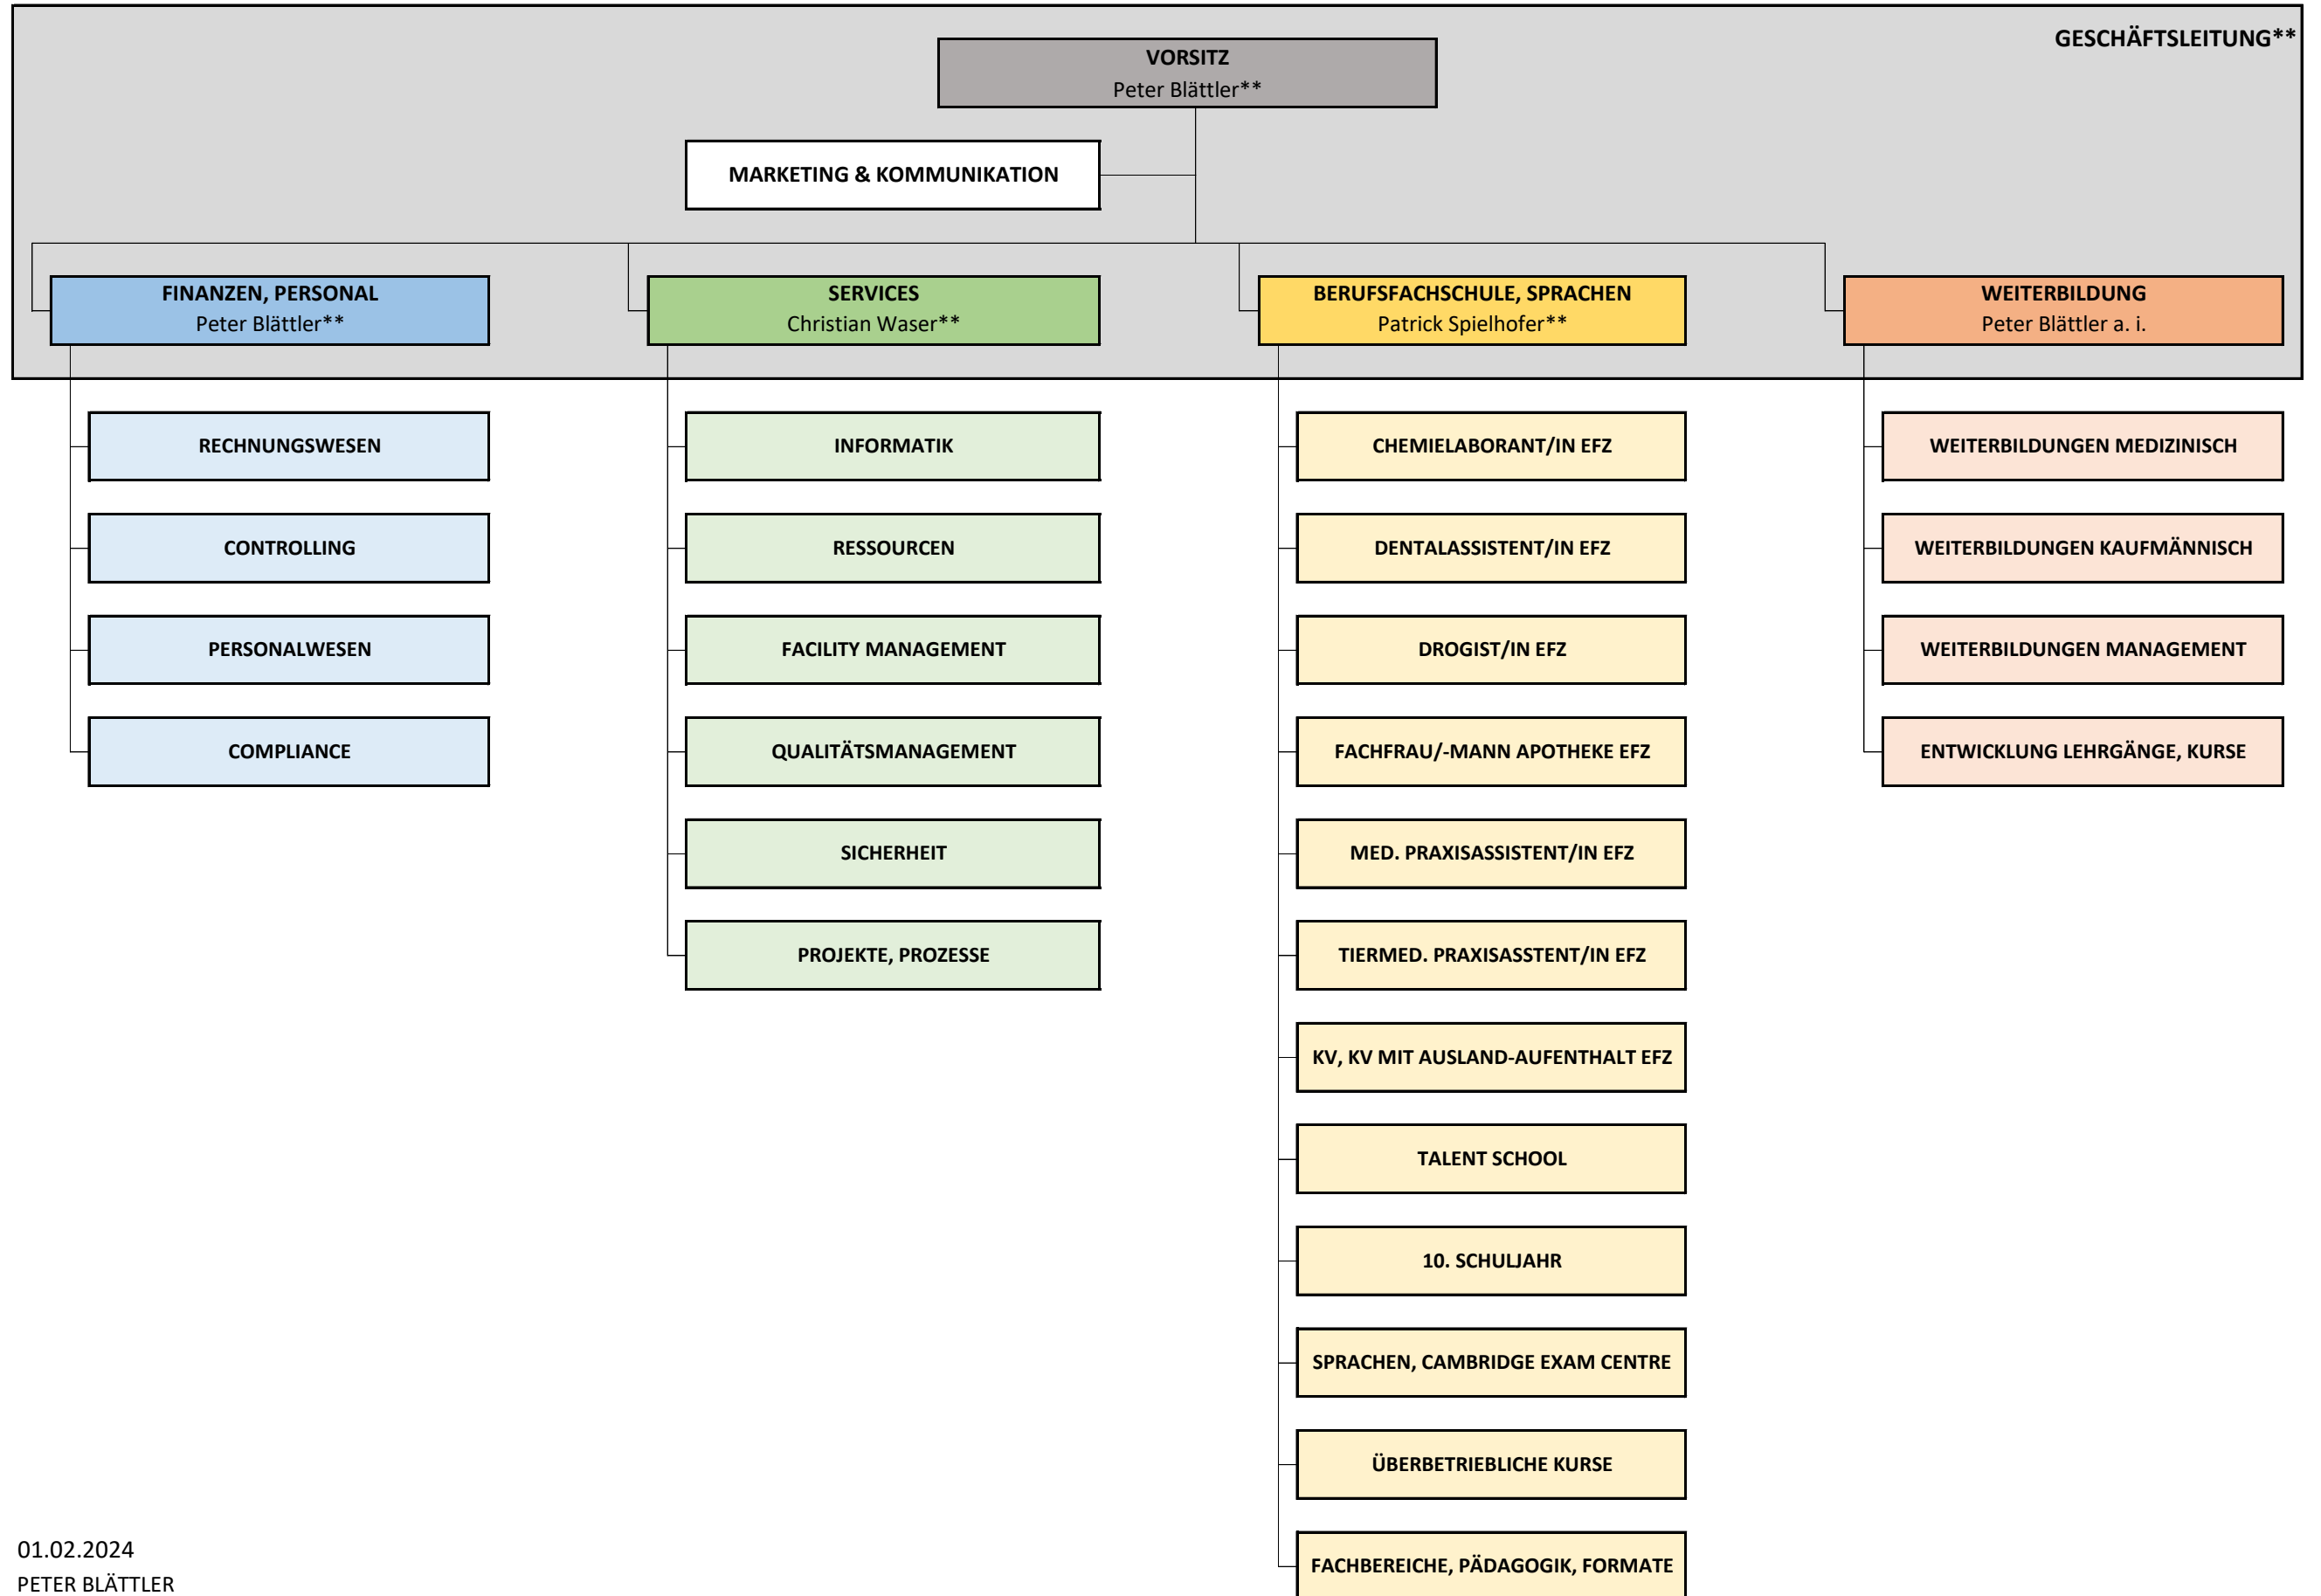 GESCHÄFTSLEITUNG**
VORSITZ
Peter Blättler**
MARKETING & KOMMUNIKATION
FINANZEN, PERSONAL
Peter Blättler**
SERVICES
Christian Waser**
BERUFSFACHSCHULE, SPRACHEN
Patrick Spielhofer**
WEITERBILDUNG
Peter Blättler a. i.
RECHNUNGSWESEN
CONTROLLING
PERSONALWESEN
COMPLIANCE
INFORMATIK
RESSOURCEN
FACILITY MANAGEMENT
QUALITÄTSMANAGEMENT
SICHERHEIT
PROJEKTE, PROZESSE
CHEMIELABORANT/IN EFZ
DENTALASSISTENT/IN EFZ
DROGIST/IN EFZ
FACHFRAU/-MANN APOTHEKE EFZ
MED. PRAXISASSISTENT/IN EFZ
TIERMED. PRAXISASSTENT/IN EFZ
KV, KV MIT AUSLAND-AUFENTHALT EFZ
TALENT SCHOOL
10. SCHULJAHR
SPRACHEN, CAMBRIDGE EXAM CENTRE
ÜBERBETRIEBLICHE KURSE
FACHBEREICHE, PÄDAGOGIK, FORMATE
WEITERBILDUNGEN MEDIZINISCH
WEITERBILDUNGEN KAUFMÄNNISCH
WEITERBILDUNGEN MANAGEMENT
ENTWICKLUNG LEHRGÄNGE, KURSE
01.02.2024
PETER BLÄTTLER